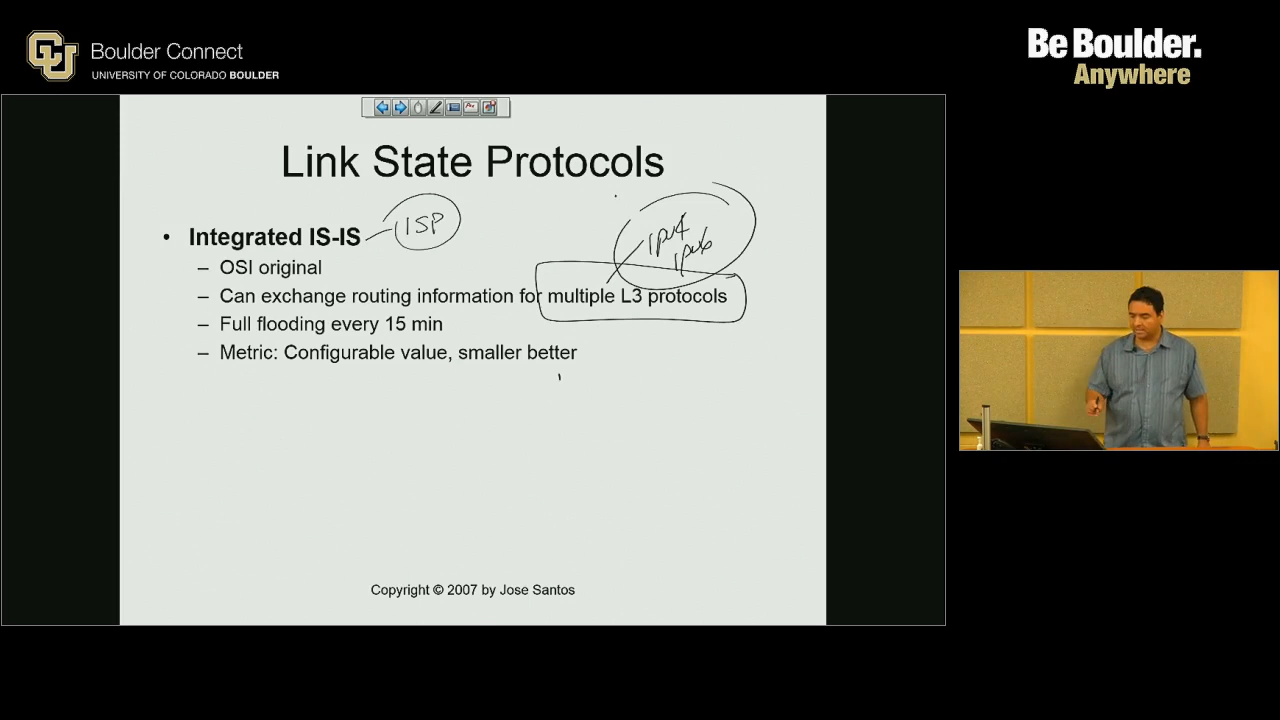 CU
Boulder Connect
UNIVERSITY OF COLORADO BOULDER
Be Boulder.
Anywhere
Link State Protocols
• Integrated IS-IS
ISP
ipv4
ipv6
– OSI original
– Can exchange routing information for multiple L3 protocols
– Full flooding every 15 min
– Metric: Configurable value, smaller better
Copyright © 2007 by Jose Santos